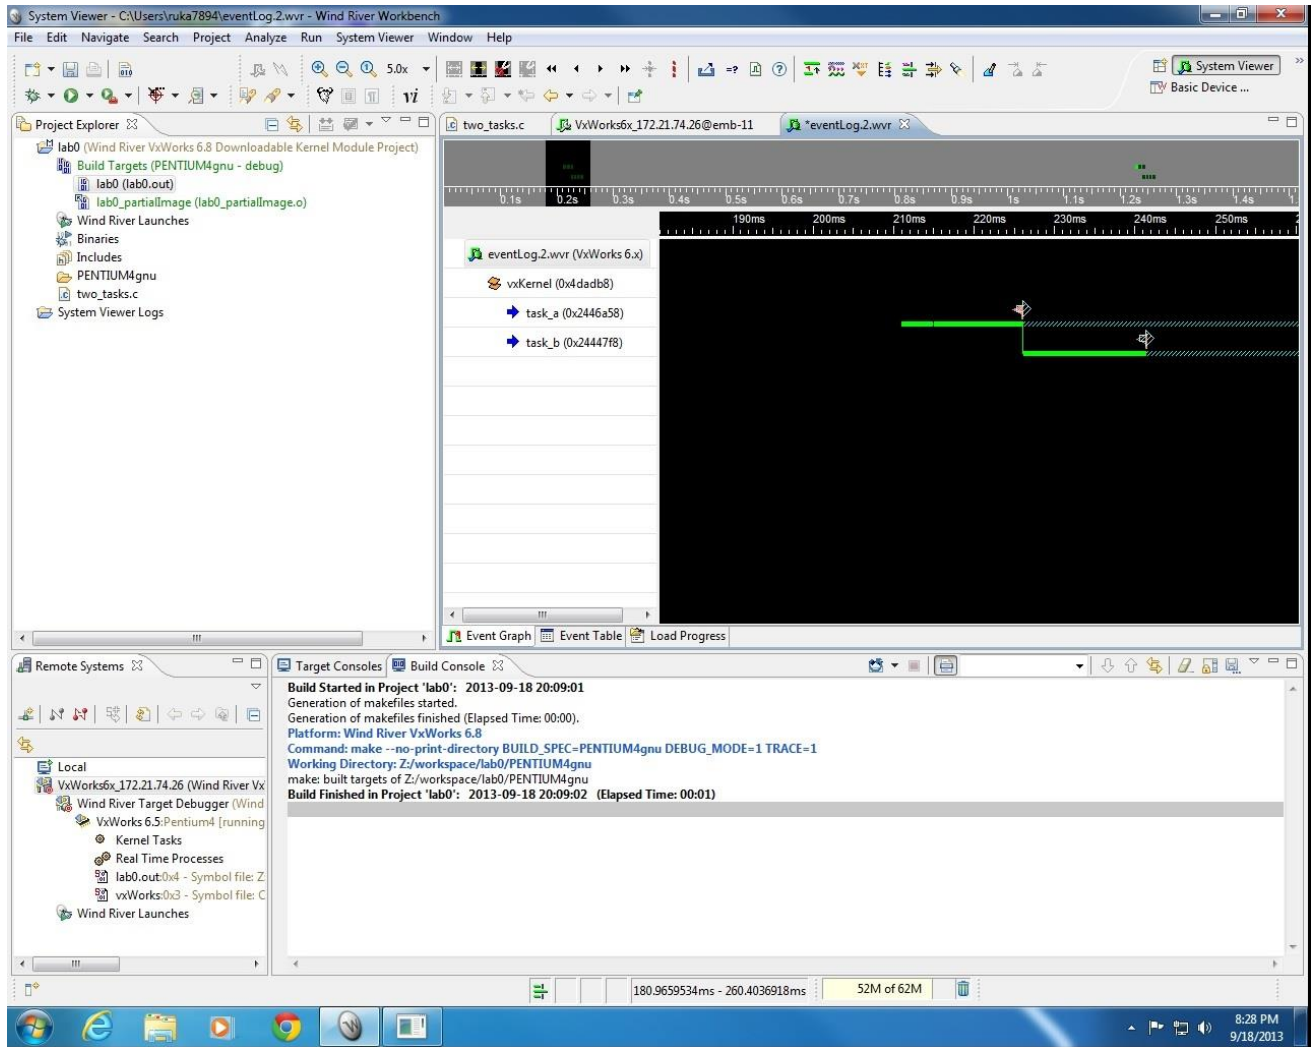 System Viewer - C:\Users\ruka7894\eventLog.2.wvr - Wind River Workbench
File Edit Navigate Search Project Analyze Run System Viewer Window Help
5.0x
System Viewer
vi
Basic Device ...
Project Explorer
lab0 (Wind River VxWorks 6.8 Downloadable Kernel Module Project)
Build Targets (PENTIUM4gnu - debug)
lab0 (lab0.out)
lab0_partialImage (lab0_partialImage.o)
Wind River Launches
Binaries
Includes
PENTIUM4gnu
two_tasks.c
System Viewer Logs
two_tasks.c VxWorks6x_172.21.74.26@emb-11 *eventLog.2.wvr
0.1s 0.2s 0.3s 0.4s 0.5s 0.6s 0.7s 0.8s 0.9s 1s 1.1s 1.2s 1.3s 1.4s
190ms 200ms 210ms 220ms 230ms 240ms 250ms
eventLog.2.wvr (VxWorks 6.x)
vxKernel (0x4dadb8)
task_a (0x2446a58)
task_b (0x24447f8)
Event Graph Event Table Load Progress
Remote Systems
Local
VxWorks6x_172.21.74.26 (Wind River Vx
Wind River Target Debugger (Wind
VxWorks 6.5:Pentium4 [running
Kernel Tasks
Real Time Processes
lab0.out:0x4 - Symbol file: Z
vxWorks:0x3 - Symbol file: C
Wind River Launches
Target Consoles Build Console
Build Started in Project 'lab0': 2013-09-18 20:09:01
Generation of makefiles started.
Generation of makefiles finished (Elapsed Time: 00:00).
Platform: Wind River VxWorks 6.8
Command: make --no-print-directory BUILD_SPEC=PENTIUM4gnu DEBUG_MODE=1 TRACE=1
Working Directory: Z:/workspace/lab0/PENTIUM4gnu
make: built targets of Z:/workspace/lab0/PENTIUM4gnu
Build Finished in Project 'lab0': 2013-09-18 20:09:02 (Elapsed Time: 00:01)
180.9659534ms - 260.4036918ms 52M of 62M
8:28 PM
9/18/2013